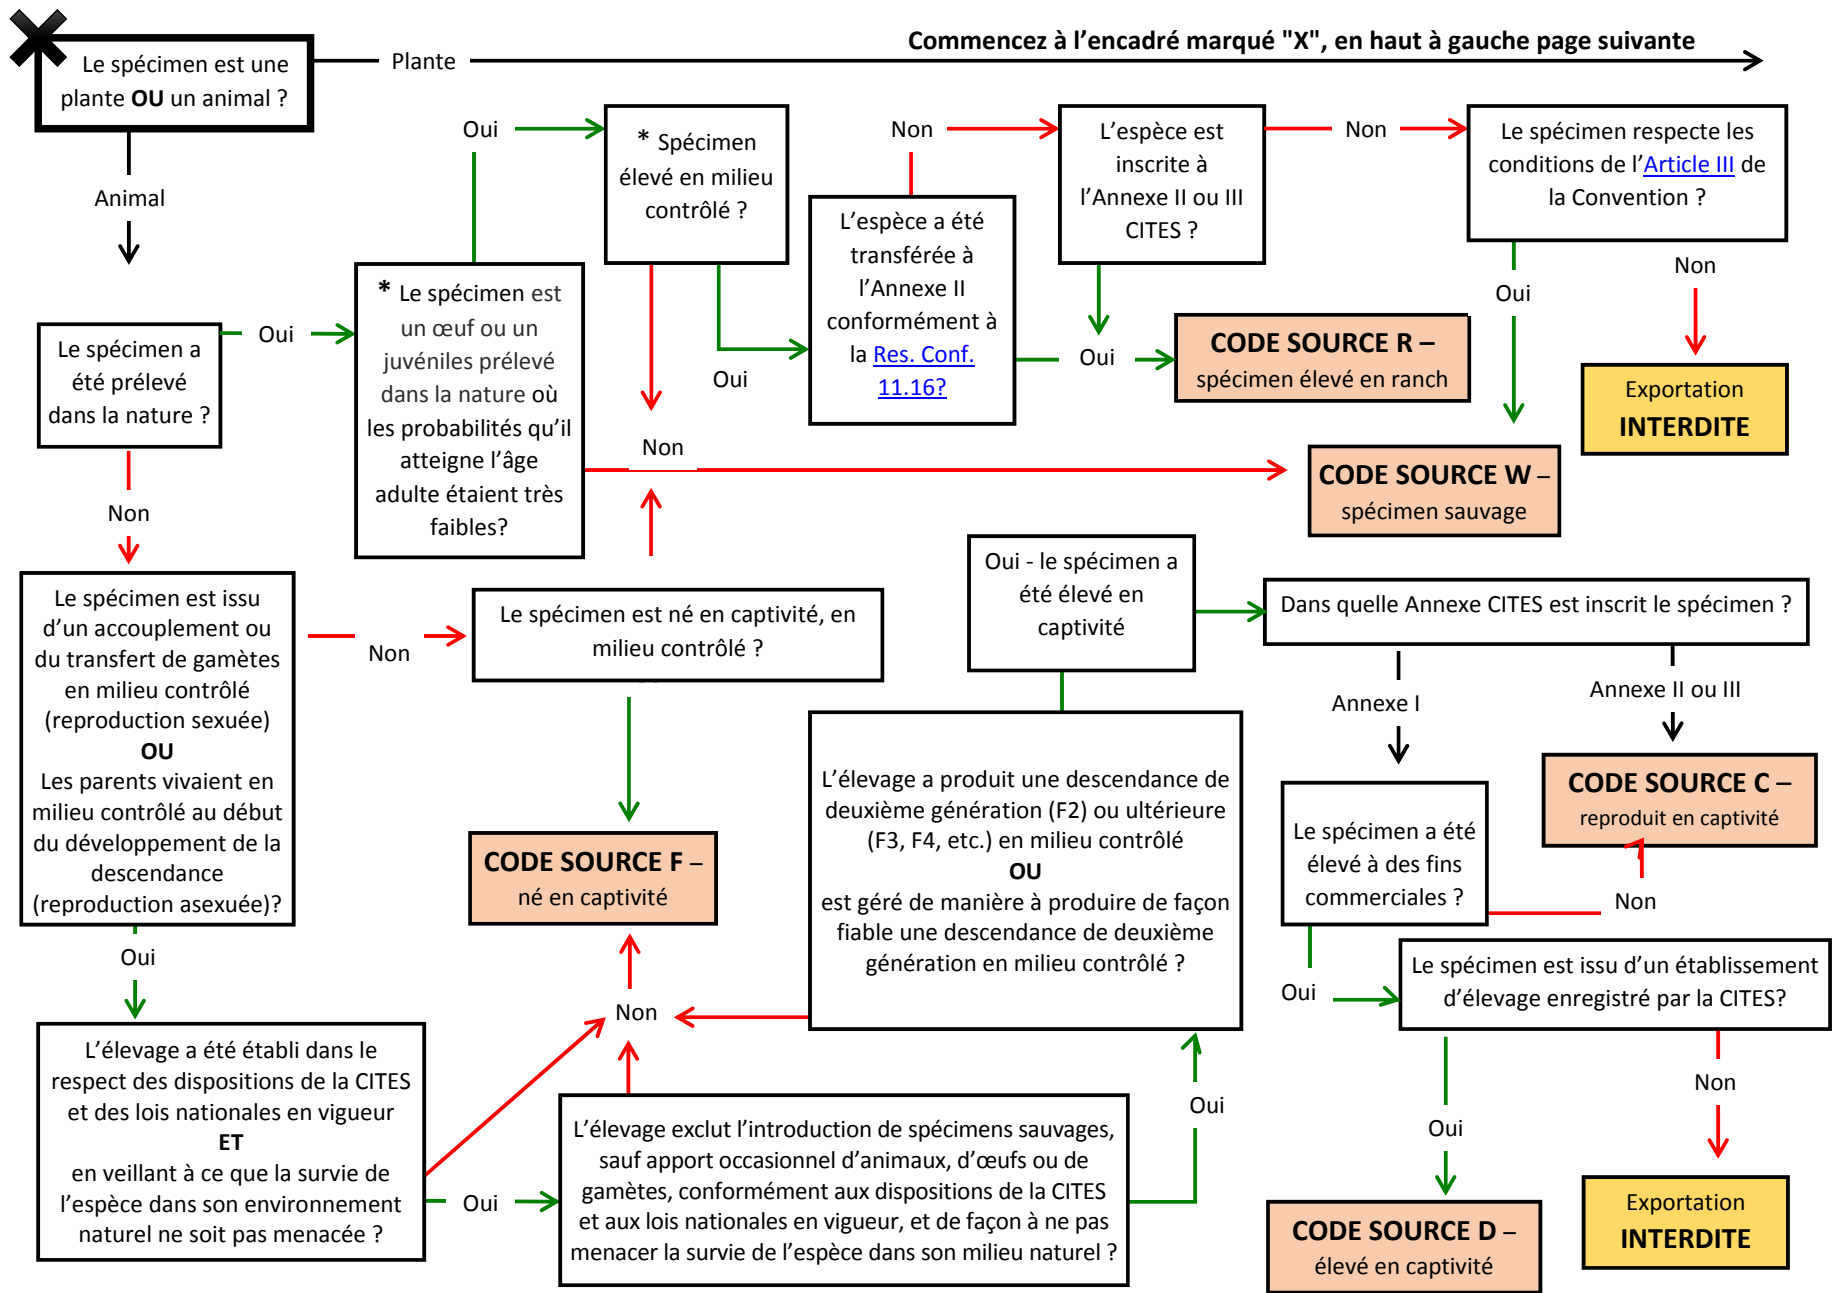 Commencez à l'encadré marqué "X", en haut à gauche page suivante
Le spécimen est une
plante OU un animal ?
Plante
Animal
Oui
* Spécimen
élevé en milieu
contrôlé ?
Non
L'espèce est
inscrite à
l'Annexe II ou III
CITES ?
Non
Le spécimen respecte les
conditions de l'Article III de
la Convention ?
L'espèce a été
transférée à
l'Annexe II
conformément à
la Res. Conf.
11.16?
Non
Oui
Le spécimen a
été prélevé
dans la nature ?
Oui
* Le spécimen est
un œuf ou un
juvéniles prélevé
dans la nature où
les probabilités qu'il
atteigne l'âge
adulte étaient très
faibles?
Oui
Oui
CODE SOURCE R –
spécimen élevé en ranch
Exportation
INTERDITE
Non
CODE SOURCE W –
spécimen sauvage
Non
Le spécimen est issu
d'un accouplement ou
du transfert de gamètes
en milieu contrôlé
(reproduction sexuée)
OU
Les parents vivaient en
milieu contrôlé au début
du développement de la
descendance
(reproduction asexuée)?
Non
Le spécimen est né en captivité, en
milieu contrôlé ?
Oui - le spécimen a
été élevé en
captivité
Dans quelle Annexe CITES est inscrit le spécimen ?
Annexe I
Annexe II ou III
L'élevage a produit une descendance de
deuxième génération (F2) ou ultérieure
(F3, F4, etc.) en milieu contrôlé
OU
est géré de manière à produire de façon
fiable une descendance de deuxième
génération en milieu contrôlé ?
CODE SOURCE C –
reproduit en captivité
Le spécimen a été
élevé à des fins
commerciales ?
Non
CODE SOURCE F –
né en captivité
Oui
Oui
Le spécimen est issu d'un établissement
d'élevage enregistré par la CITES?
Non
L'élevage a été établi dans le
respect des dispositions de la CITES
et des lois nationales en vigueur
ET
en veillant à ce que la survie de
l'espèce dans son environnement
naturel ne soit pas menacée ?
Oui
L'élevage exclut l'introduction de spécimens sauvages,
sauf apport occasionnel d'animaux, d'œufs ou de
gamètes, conformément aux dispositions de la CITES
et aux lois nationales en vigueur, et de façon à ne pas
menacer la survie de l'espèce dans son milieu naturel ?
Oui
Oui
Non
CODE SOURCE D –
élevé en captivité
Exportation
INTERDITE